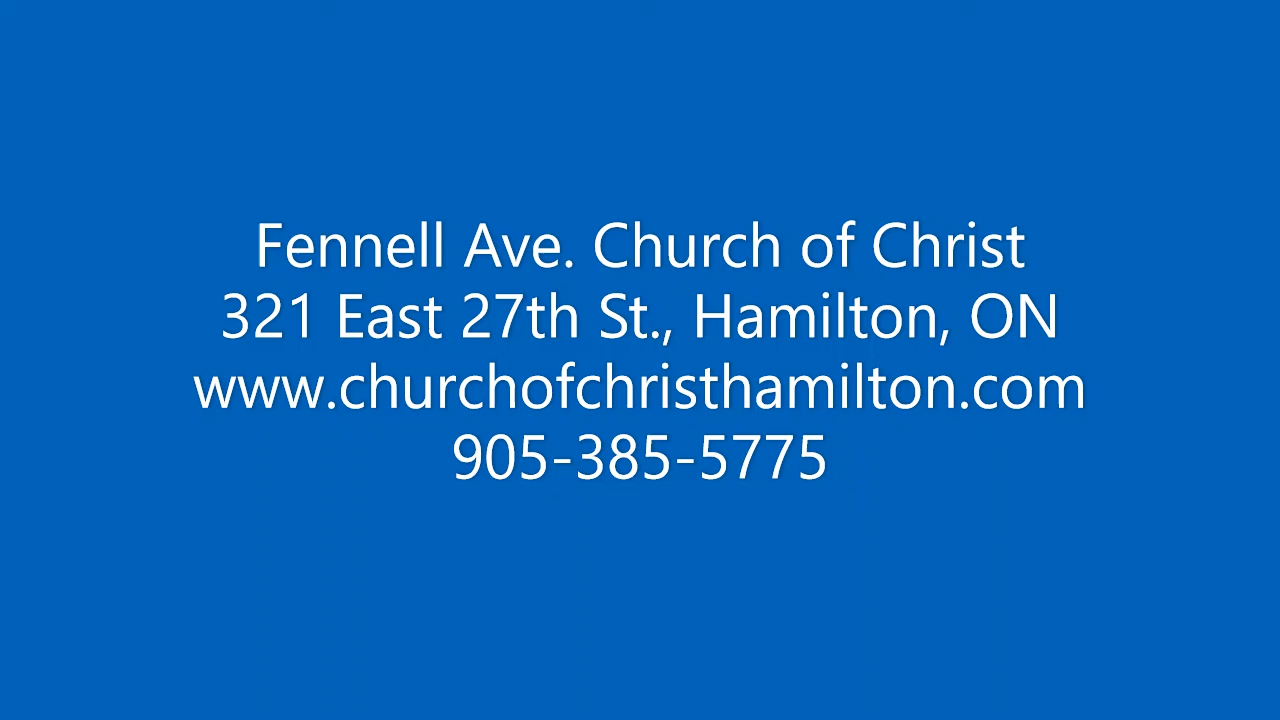 Fennell Ave. Church of Christ
321 East 27th St., Hamilton, ON
www.churchofchristhamilton.com
905-385-5775